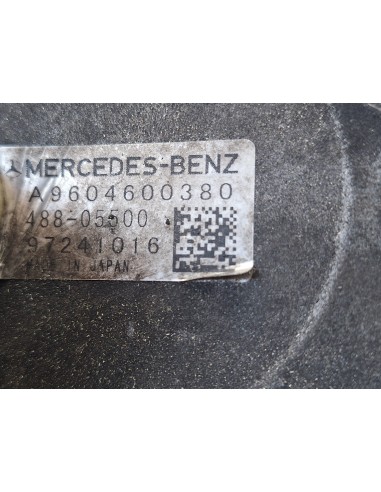 MERCEDES-BENZ
A9604600380
488-05500
97241016
MADE IN JAPAN